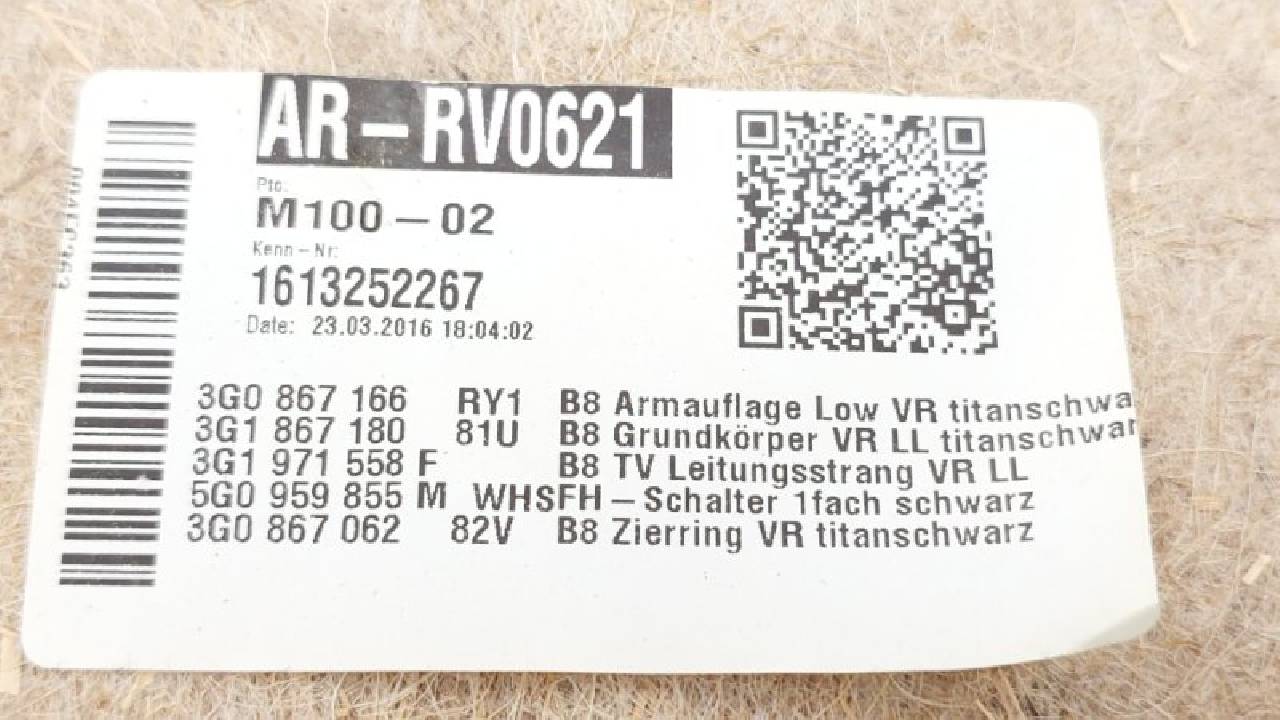 AR-RV0621
Pto:
M100-02
Kenn-Nr:
1613252267
Date: 23.03.2016 18:04:02
3G0 867 166 RY1 B8 Armauflage Low VR titanschwa
3G1 867 180 81U B8 Grundkörper VR LL titanschwar
3G1 971 558 F B8 TV Leitungsstrang VR LL
5G0 959 855 M WHSFH-Schalter 1fach schwarz
3G0 867 062 82V B8 Zierring VR titanschwarz